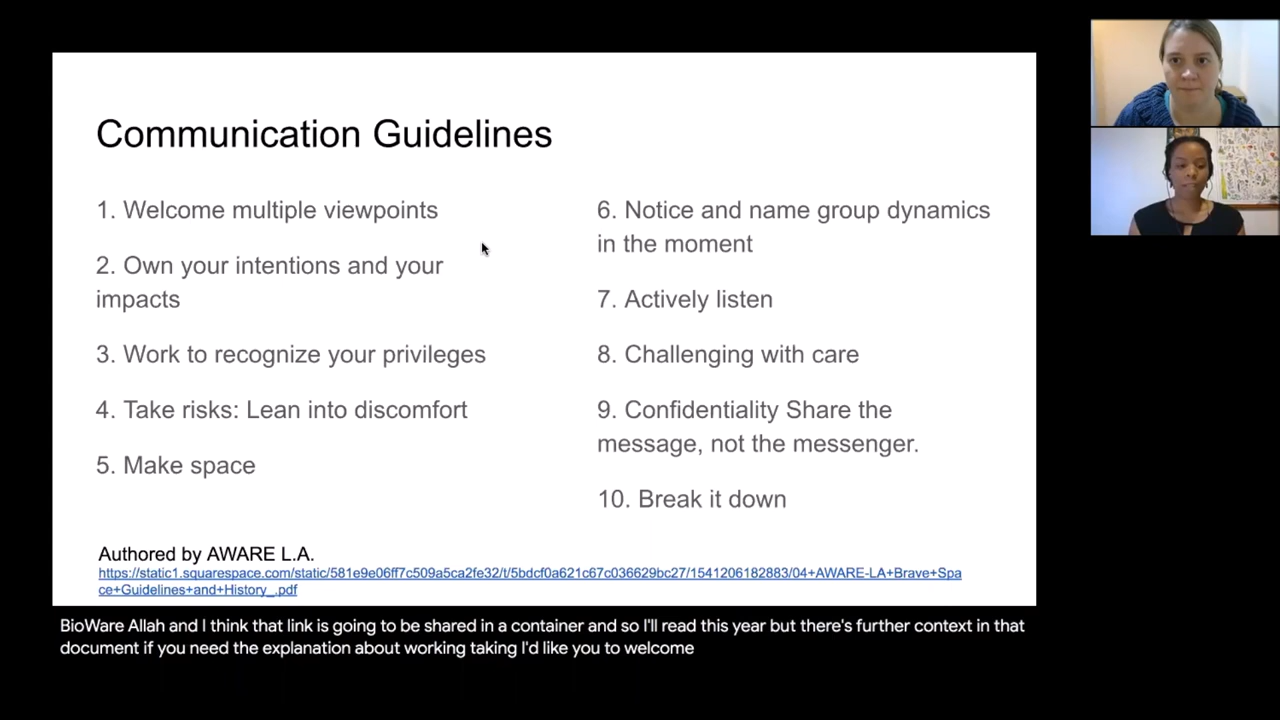 Communication Guidelines
1. Welcome multiple viewpoints
2. Own your intentions and your
impacts
3. Work to recognize your privileges
4. Take risks: Lean into discomfort
5. Make space
6. Notice and name group dynamics
in the moment
7. Actively listen
8. Challenging with care
9. Confidentiality Share the
message, not the messenger.
10. Break it down
Authored by AWARE L.A.
https://static1.squarespace.com/static/581e9e06ff7c509a5ca2fe32/t/5bdcf0a621c67c036629bc27/1541206182883/04+AWARE-LA+Brave+Spa
ce+Guidelines+and+History_.pdf
BioWare Allah and I think that link is going to be shared in a container and so I'll read this year but there's further context in that
document if you need the explanation about working taking I'd like you to welcome